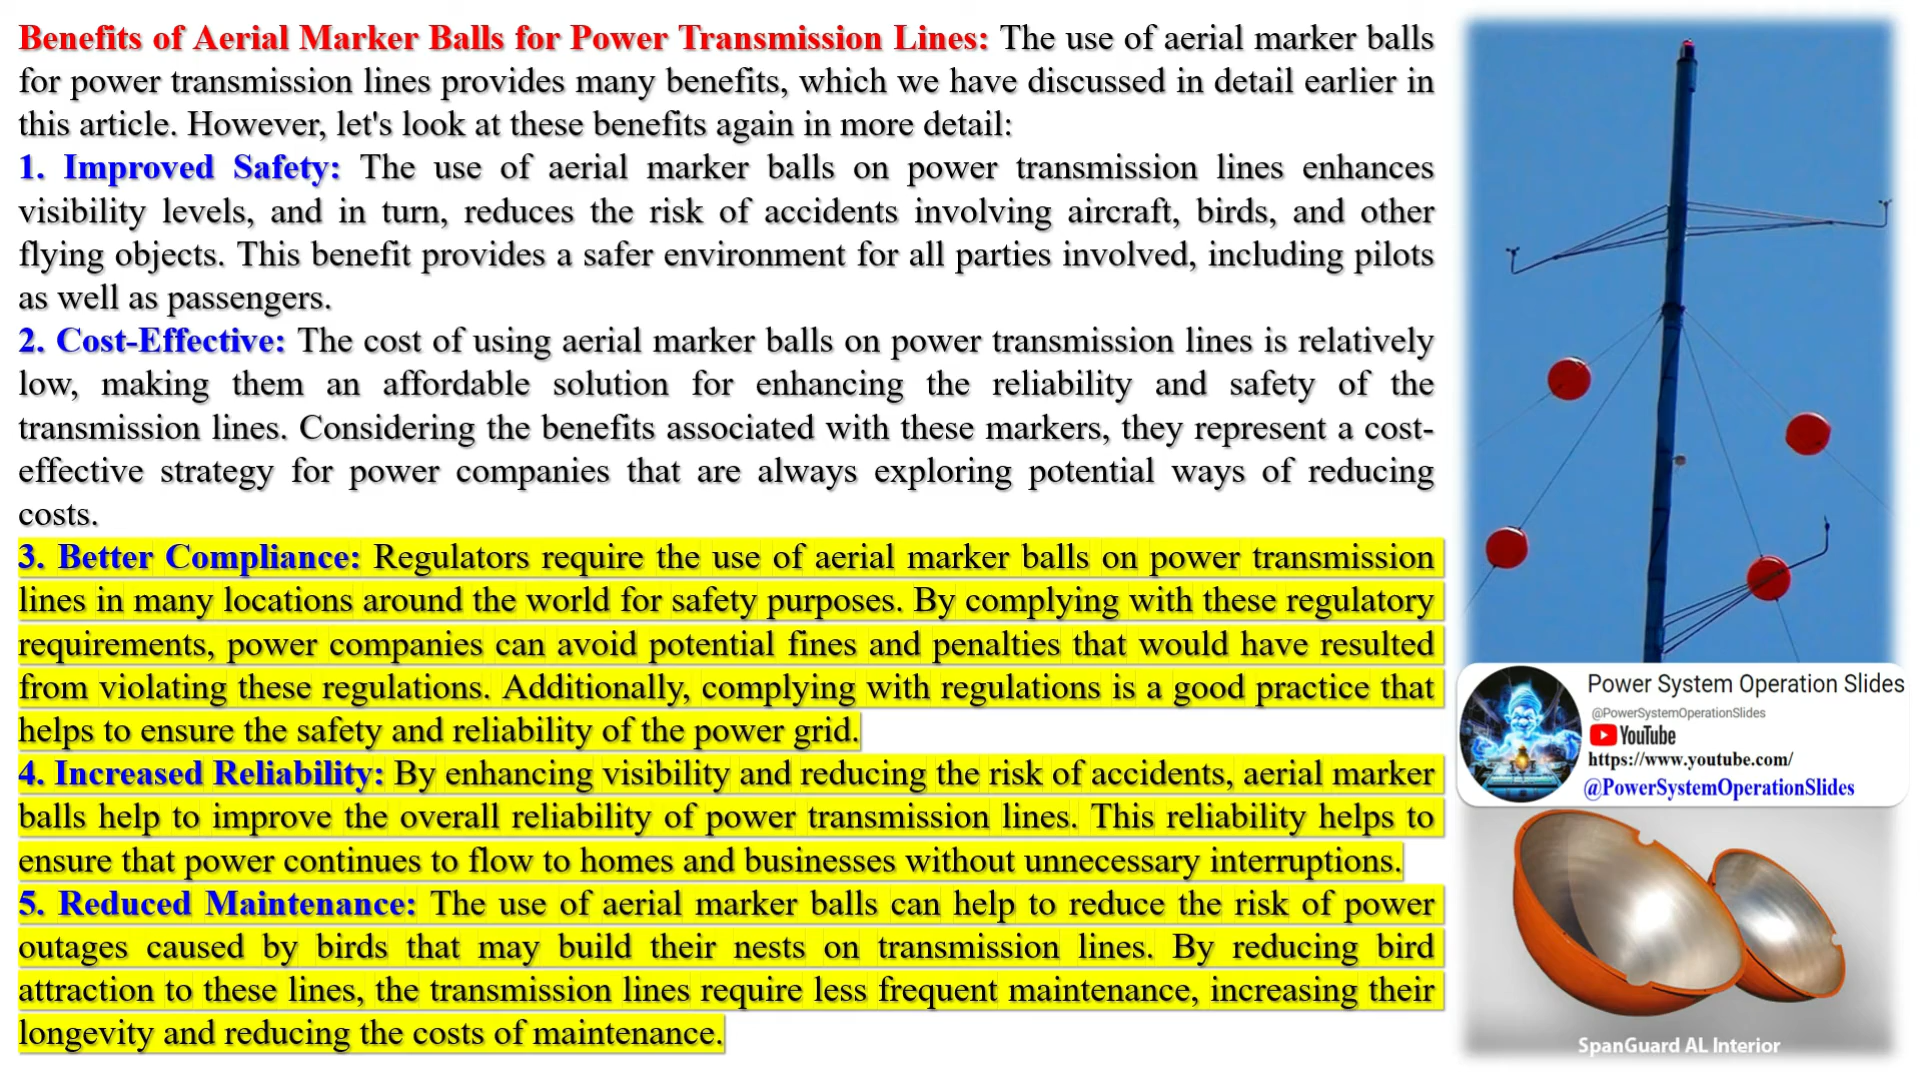 Benefits of Aerial Marker Balls for Power Transmission Lines: The use of aerial marker balls
for power transmission lines provides many benefits, which we have discussed in detail earlier in
this article. However, let's look at these benefits again in more detail:
1. Improved Safety: The use of aerial marker balls on power transmission lines enhances
visibility levels, and in turn, reduces the risk of accidents involving aircraft, birds, and other
flying objects. This benefit provides a safer environment for all parties involved, including pilots
as well as passengers.
2. Cost-Effective: The cost of using aerial marker balls on power transmission lines is relatively
low, making them an affordable solution for enhancing the reliability and safety of the
transmission lines. Considering the benefits associated with these markers, they represent a cost-
effective strategy for power companies that are always exploring potential ways of reducing
costs.
3. Better Compliance: Regulators require the use of aerial marker balls on power transmission
lines in many locations around the world for safety purposes. By complying with these regulatory
requirements, power companies can avoid potential fines and penalties that would have resulted
from violating these regulations. Additionally, complying with regulations is a good practice that
helps to ensure the safety and reliability of the power grid.
4. Increased Reliability: By enhancing visibility and reducing the risk of accidents, aerial marker
balls help to improve the overall reliability of power transmission lines. This reliability helps to
ensure that power continues to flow to homes and businesses without unnecessary interruptions.
5. Reduced Maintenance: The use of aerial marker balls can help to reduce the risk of power
outages caused by birds that may build their nests on transmission lines. By reducing bird
attraction to these lines, the transmission lines require less frequent maintenance, increasing their
longevity and reducing the costs of maintenance.
Power System Operation Slides
@PowerSystemOperationSlides
YouTube
https://www.youtube.com/
@PowerSystemOperationSlides
SpanGuard AL Interior